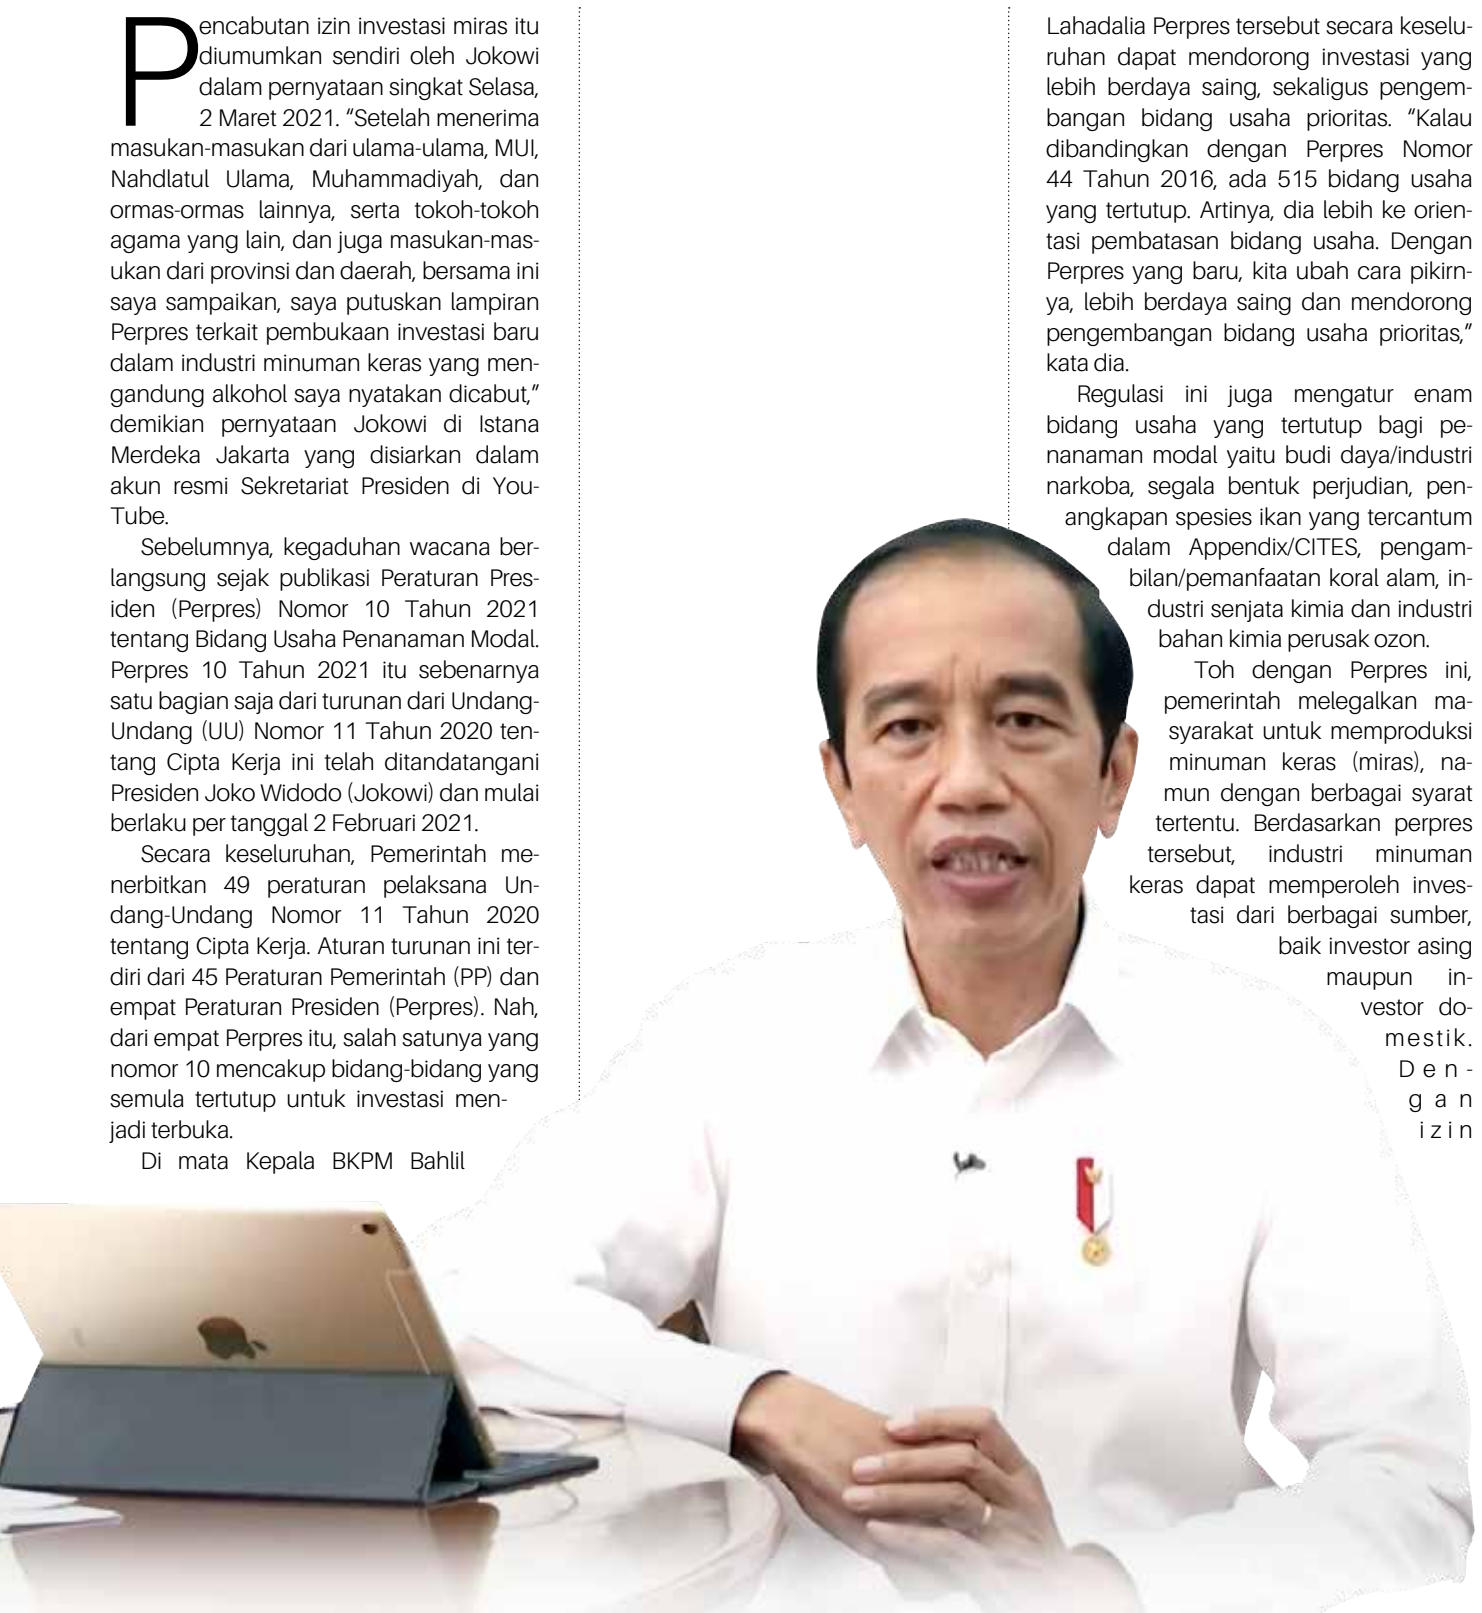 Pencabutan izin investasi miras itu
diumumkan sendiri oleh Jokowi
dalam pernyataan singkat Selasa,
2 Maret 2021. “Setelah menerima
masukan-masukan dari ulama-ulama, MUI,
Nahdlatul Ulama, Muhammadiyah, dan
ormas-ormas lainnya, serta tokoh-tokoh
agama yang lain, dan juga masukan-mas-
ukan dari provinsi dan daerah, bersama ini
saya sampaikan, saya putuskan lampiran
Perpres terkait pembukaan investasi baru
dalam industri minuman keras yang men-
gandung alkohol saya nyatakan dicabut,”
demikian pernyataan Jokowi di Istana
Merdeka Jakarta yang disiarkan dalam
akun resmi Sekretariat Presiden di You-
Tube.
Sebelumnya, kegaduhan wacana ber-
langsung sejak publikasi Peraturan Pres-
iden (Perpres) Nomor 10 Tahun 2021
tentang Bidang Usaha Penanaman Modal.
Perpres 10 Tahun 2021 itu sebenarnya
satu bagian saja dari turunan dari Undang-
Undang (UU) Nomor 11 Tahun 2020 ten-
tang Cipta Kerja ini telah ditandatangani
Presiden Joko Widodo (Jokowi) dan mulai
berlaku per tanggal 2 Februari 2021.
Secara keseluruhan, Pemerintah me-
nerbitkan 49 peraturan pelaksana Un-
dang-Undang Nomor 11 Tahun 2020
tentang Cipta Kerja. Aturan turunan ini ter-
diri dari 45 Peraturan Pemerintah (PP) dan
empat Peraturan Presiden (Perpres). Nah,
dari empat Perpres itu, salah satunya yang
nomor 10 mencakup bidang-bidang yang
semula tertutup untuk investasi men-
jadi terbuka.
Di mata Kepala BKPM Bahlil
Lahadalia Perpres tersebut secara keselu-
ruhan dapat mendorong investasi yang
lebih berdaya saing, sekaligus pengem-
bangan bidang usaha prioritas. “Kalau
dibandingkan dengan Perpres Nomor
44 Tahun 2016, ada 515 bidang usaha
yang tertutup. Artinya, dia lebih ke orien-
tasi pembatasan bidang usaha. Dengan
Perpres yang baru, kita ubah cara pikirn-
ya, lebih berdaya saing dan mendorong
pengembangan bidang usaha prioritas,”
kata dia.
Regulasi ini juga mengatur enam
bidang usaha yang tertutup bagi pe-
nanaman modal yaitu budi daya/industri
narkoba, segala bentuk perjudian, pen-
angkapan spesies ikan yang tercantum
dalam Appendix/CITES, pengam-
bilan/pemanfaatan koral alam, in-
dustri senjata kimia dan industri
bahan kimia perusak ozon.
Toh dengan Perpres ini,
pemerintah melegalkan ma-
syarakat untuk memproduksi
minuman keras (miras), na-
mun dengan berbagai syarat
tertentu. Berdasarkan perpres
tersebut, industri minuman
keras dapat memperoleh inves-
tasi dari berbagai sumber,
baik investor asing
maupun in-
vestor do-
mestik.
Den-
gan
izin